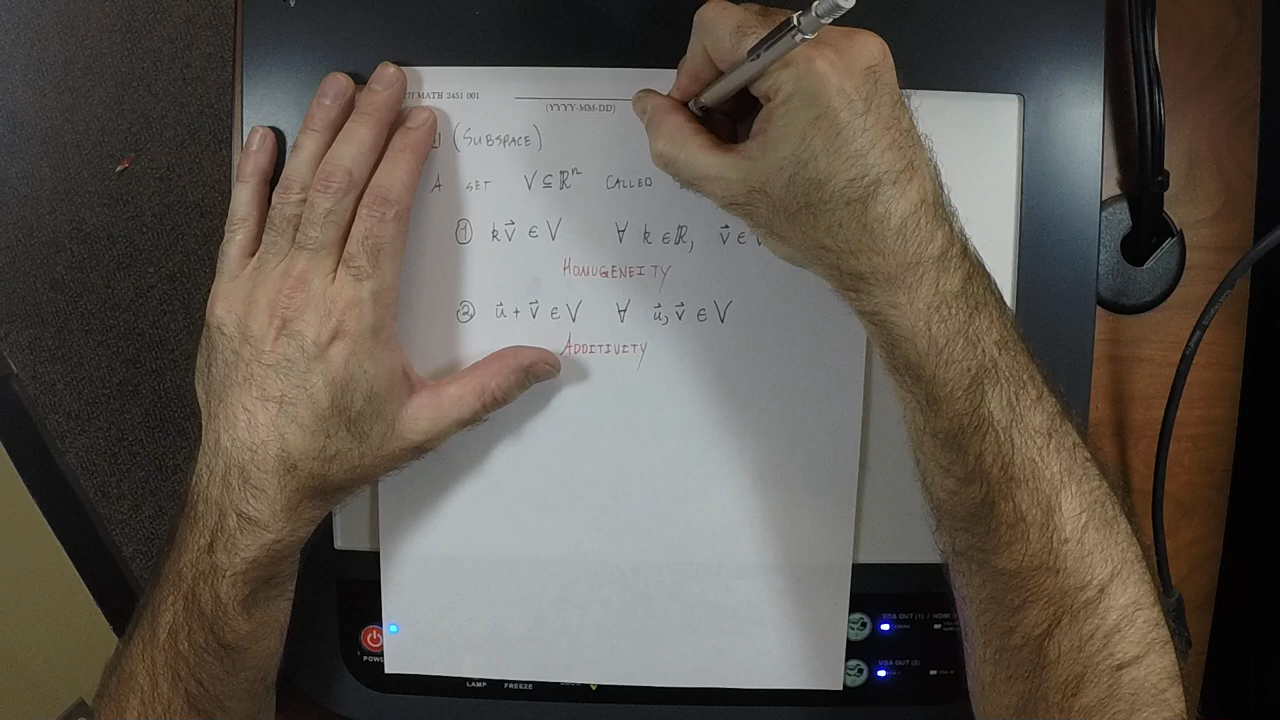 MATH 2451 001
(YYYY-MM-DD)
(SUBSPACE)
A SET V ⊆ ℝⁿ CALLED
① kv⃗ ∈ V ∀ k ∈ ℝ, v⃗ ∈ V
HOMOGENEITY
② u⃗ + v⃗ ∈ V ∀ u⃗, v⃗ ∈ V
ADDITIVITY
POWE
LAMP FREEZE
VGA OUT (1) / HDMI
VGA OUT (2)